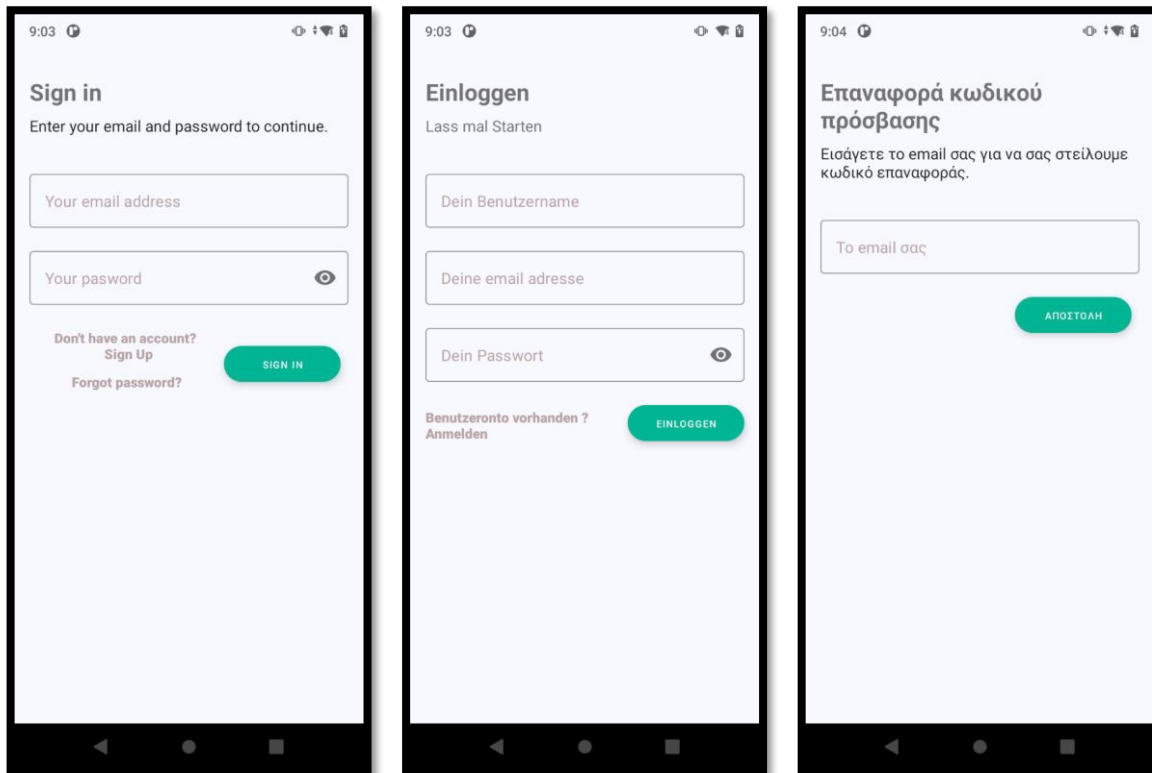 9:03
Sign in
Enter your email and password to continue.
Your email address
Your pasword
Don't have an account?
Sign Up
Forgot password?
SIGN IN
9:03
Einloggen
Lass mal Starten
Dein Benutzername
Deine email adresse
Dein Passwort
Benutzeronto vorhanden ?
Anmelden
EINLOGGEN
9:04
Επαναφορά κωδικού
πρόσβασης
Εισάγετε το email σας για να σας στείλουμε
κωδικό επαναφοράς.
Το email σας
ΑΠΟΣΤΟΛΗ